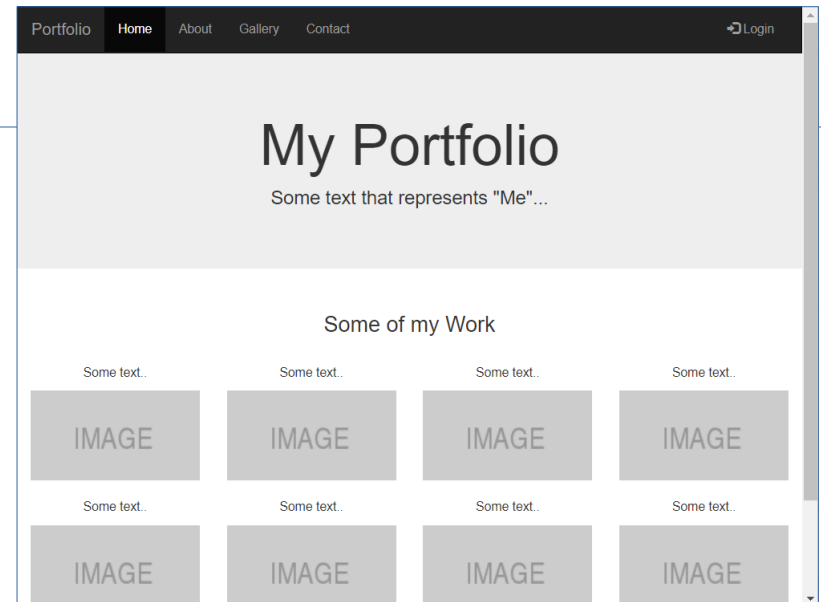 Portfolio Home About Gallery Contact Login
My Portfolio
Some text that represents "Me"...
Some of my Work
Some text.. Some text.. Some text.. Some text..
IMAGE IMAGE IMAGE IMAGE
Some text.. Some text.. Some text.. Some text..
IMAGE IMAGE IMAGE IMAGE